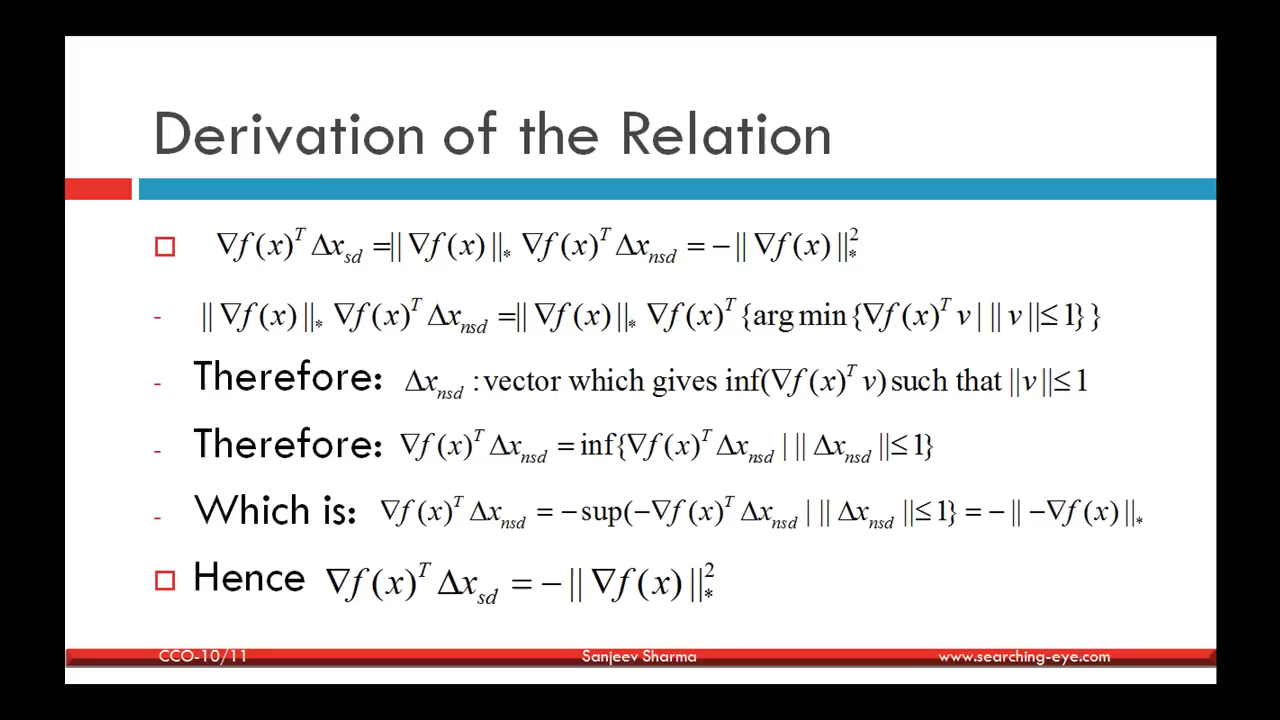 Derivation of the Relation
∇f(x)ᵀ Δx_sd =|| ∇f(x) ||_* ∇f(x)ᵀ Δx_nsd = − || ∇f(x) ||_*²
- || ∇f(x) ||_* ∇f(x)ᵀ Δx_nsd =|| ∇f(x) ||_* ∇f(x)ᵀ {arg min{∇f(x)ᵀ v | || v ||≤ 1} }
- Therefore: Δx_nsd : vector which gives inf(∇f(x)ᵀ v) such that ||v||≤ 1
- Therefore: ∇f(x)ᵀ Δx_nsd = inf{∇f(x)ᵀ Δx_nsd | || Δx_nsd ||≤ 1}
- Which is: ∇f(x)ᵀ Δx_nsd = − sup(−∇f(x)ᵀ Δx_nsd | || Δx_nsd ||≤ 1} = − || −∇f(x) ||_*
Hence ∇f(x)ᵀ Δx_sd = − || ∇f(x) ||_*²
CCO-10/11 Sanjeev Sharma www.searching-eye.com